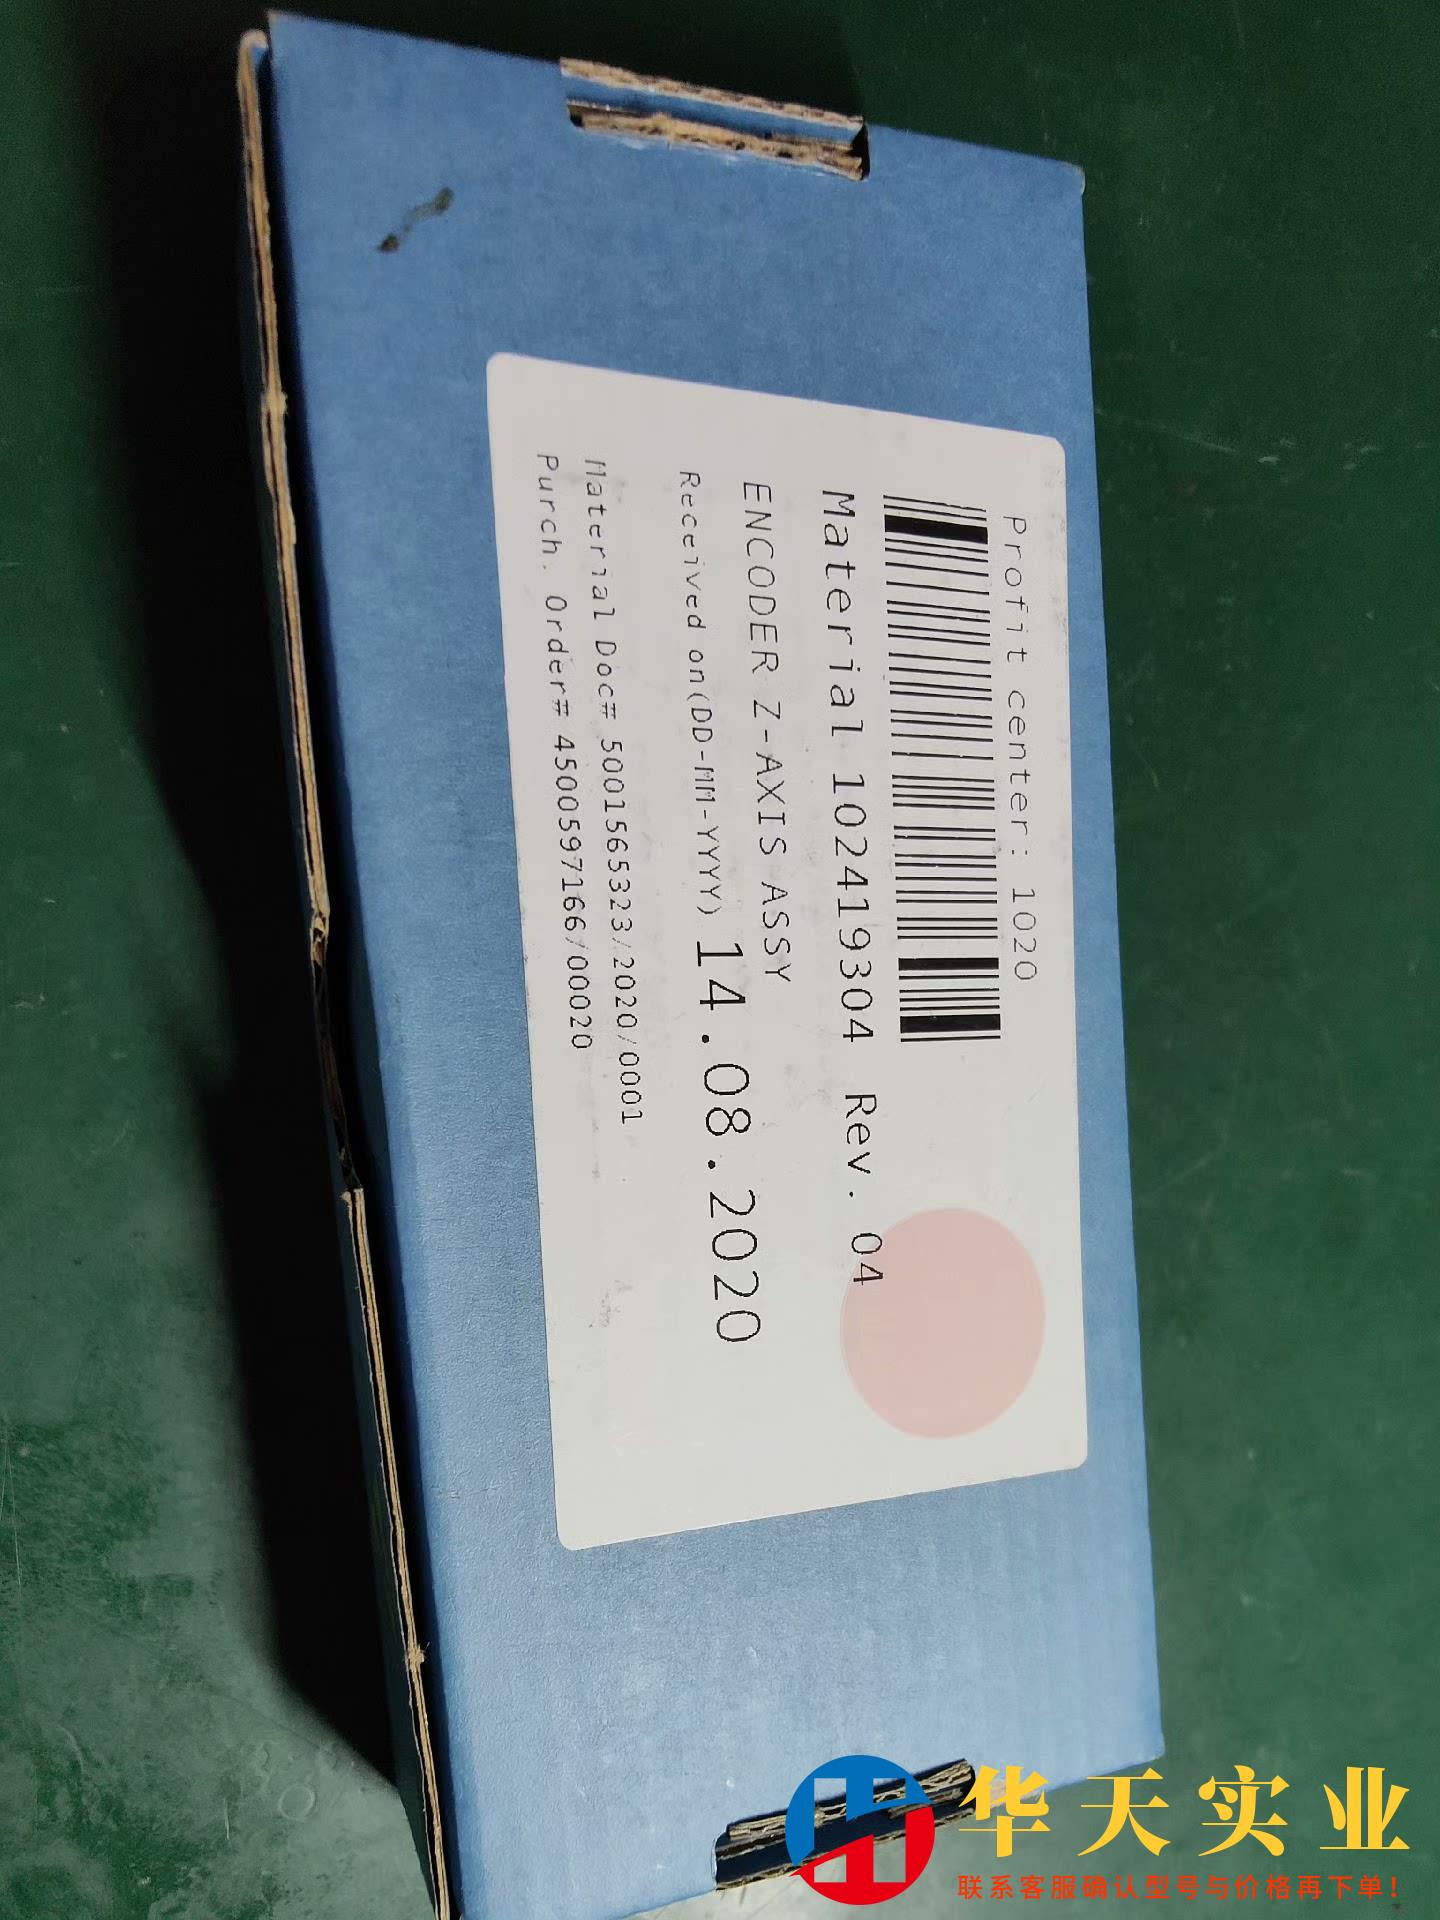 Profit center: 1020
Material 102419304 Rev. 04
ENCODER Z-AXIS ASSY
Received on(DD-MM-YYYY) 14.08.2020
Material Doc# 5001565323/2020/0001
Purch. Order# 4500597166/00020
华天实业
联系客服确认型号与价格再下单！